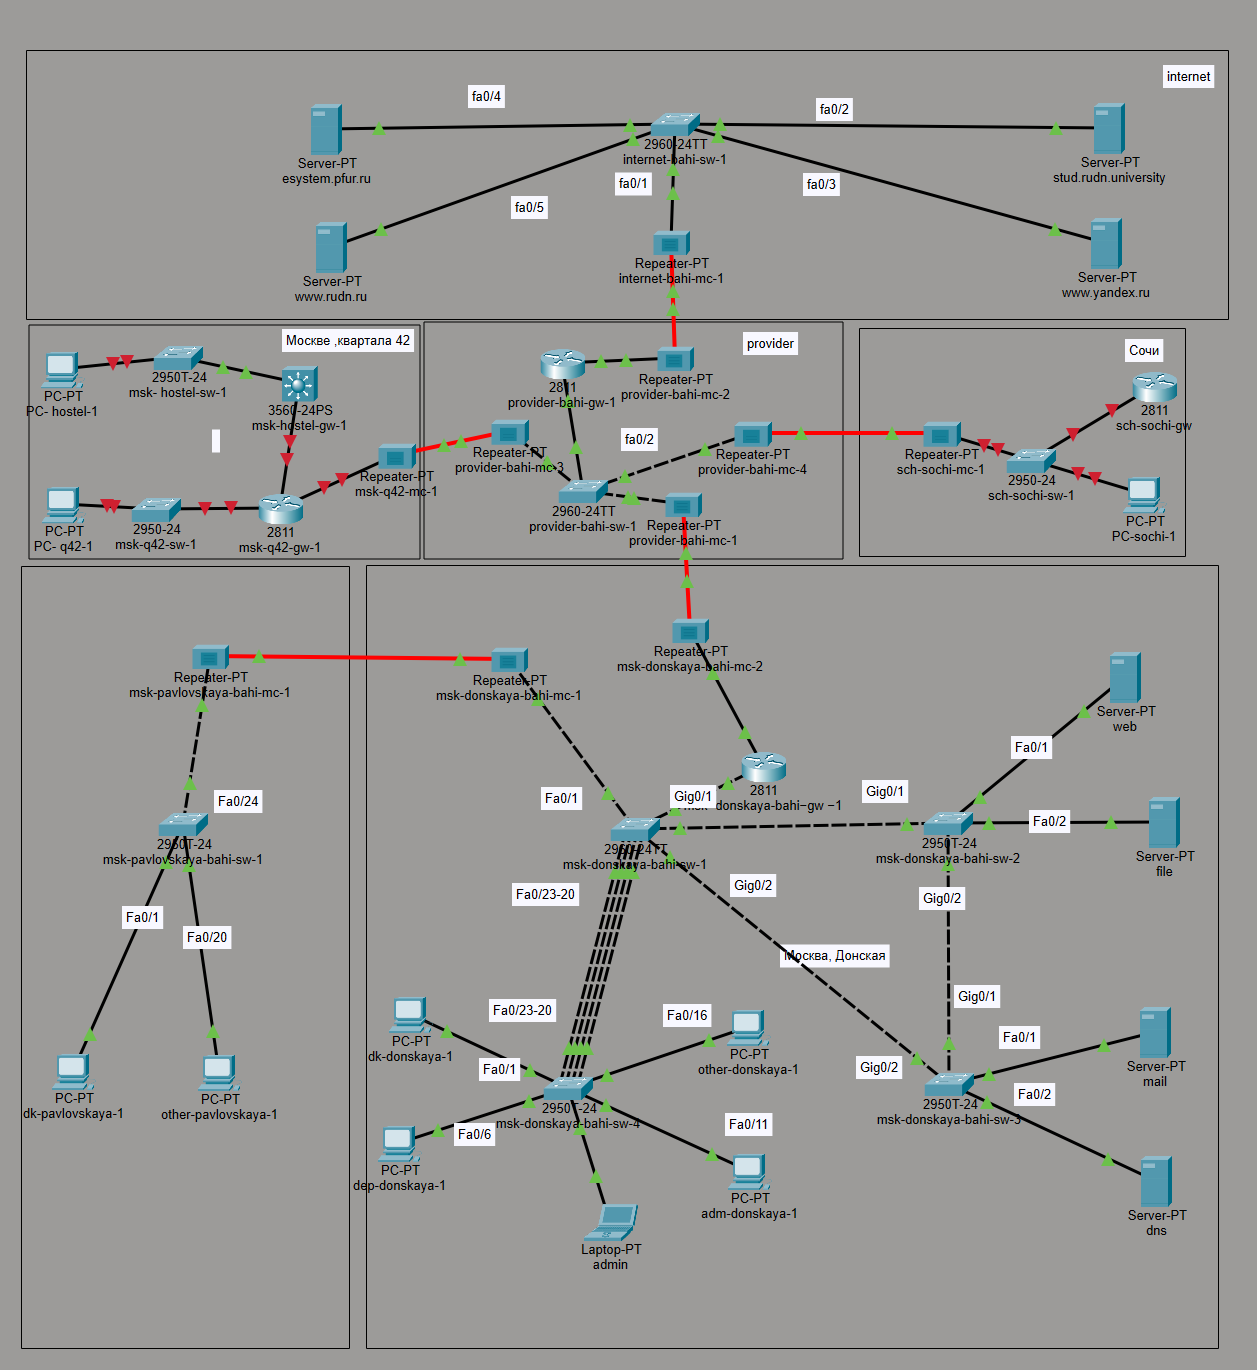 internet
fa0/4
fa0/2
2960-24TT
internet-bahi-sw-1
Server-PT
esystem.pfur.ru
Server-PT
stud.rudn.university
fa0/1
fa0/3
fa0/5
Repeater-PT
internet-bahi-mc-1
Server-PT
www.rudn.ru
Server-PT
www.yandex.ru
Москве ,квартала 42
PC-PT
PC- hostel-1
2950T-24
msk- hostel-sw-1
3560-24PS
msk-hostel-gw-1
Repeater-PT
msk-q42-mc-1
PC-PT
PC- q42-1
2950-24
msk-q42-sw-1
2811
msk-q42-gw-1
provider
2811
provider-bahi-gw-1
Repeater-PT
provider-bahi-mc-2
fa0/2
Repeater-PT
provider-bahi-mc-3
Repeater-PT
provider-bahi-mc-4
2960-24TT
provider-bahi-sw-1
Repeater-PT
provider-bahi-mc-1
Сочи
2811
sch-sochi-gw
Repeater-PT
sch-sochi-mc-1
2950-24
sch-sochi-sw-1
PC-PT
PC-sochi-1
Repeater-PT
msk-pavlovskaya-bahi-mc-1
Fa0/24
2950T-24
msk-pavlovskaya-bahi-sw-1
Fa0/1
Fa0/20
PC-PT
dk-pavlovskaya-1
PC-PT
other-pavlovskaya-1
Repeater-PT
msk-donskaya-bahi-mc-2
Repeater-PT
msk-donskaya-bahi-mc-1
Server-PT
web
Fa0/1
2811
msk-donskaya-bahi-gw -1
Fa0/1
Gig0/1
Gig0/1
Fa0/2
2960-24TT
msk-donskaya-bahi-sw-1
2950T-24
msk-donskaya-bahi-sw-2
Server-PT
file
Fa0/23-20
Gig0/2
Gig0/2
Москва, Донская
Fa0/23-20
Fa0/16
Gig0/1
Fa0/1
PC-PT
dk-donskaya-1
PC-PT
other-donskaya-1
Fa0/1
Gig0/2
Server-PT
mail
Fa0/2
2950T-24
msk-donskaya-bahi-sw-4
2950T-24
msk-donskaya-bahi-sw-3
Fa0/6
Fa0/11
PC-PT
dep-donskaya-1
PC-PT
adm-donskaya-1
Server-PT
dns
Laptop-PT
admin